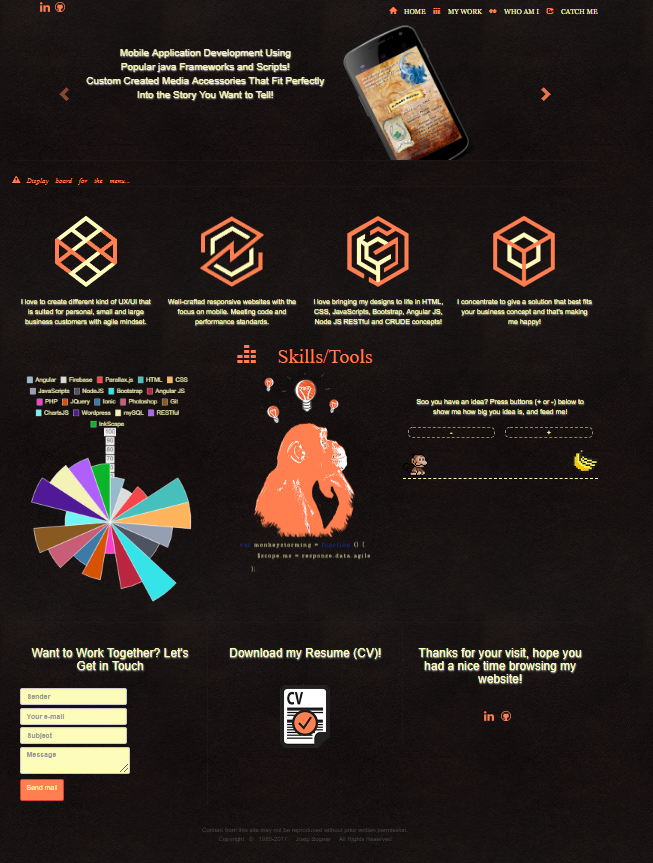 HOME MY WORK WHO AM I CATCH ME
Mobile Application Development Using
Popular java Frameworks and Scripts!
Custom Created Media Accessories That Fit Perfectly
Into the Story You Want to Tell!
Display board for the menu...
I love to create different kind of UX/UI that
is suited for personal, small and large
business customers with agile mindset.
Well-crafted responsive websites with the
focus on mobile. Meeting code and
performance standards.
I love bringing my designs to life in HTML,
CSS, JavaScripts, Bootstrap, Angular JS,
Node JS RESTful and CRUDE concepts!
I concentrate to give a solution that best fits
your business concept and that's making
me happy!
Skills/Tools
Angular Firebase Parallax.js HTML CSS
JavaScripts NodeJS Bootstrap Angular JS
PHP JQuery Ionic Photoshop Git
ChartsJS Wordpress mySQL RESTful
InkScape
100
90
80
70
var monkeystorming = function () {
$scope.me = response.data.agile
};
Soo you have an idea? Press buttons (+ or -) below to
show me how big you idea is, and feed me!
- +
Want to Work Together? Let's
Get in Touch
Sender
Your e-mail
Subject
Message
Send mail
Download my Resume (CV)!
CV
Thanks for your visit, hope you
had a nice time browsing my
website!
Content from this site may not be reproduced without prior written permission.
Copyright © All Rights Reserved